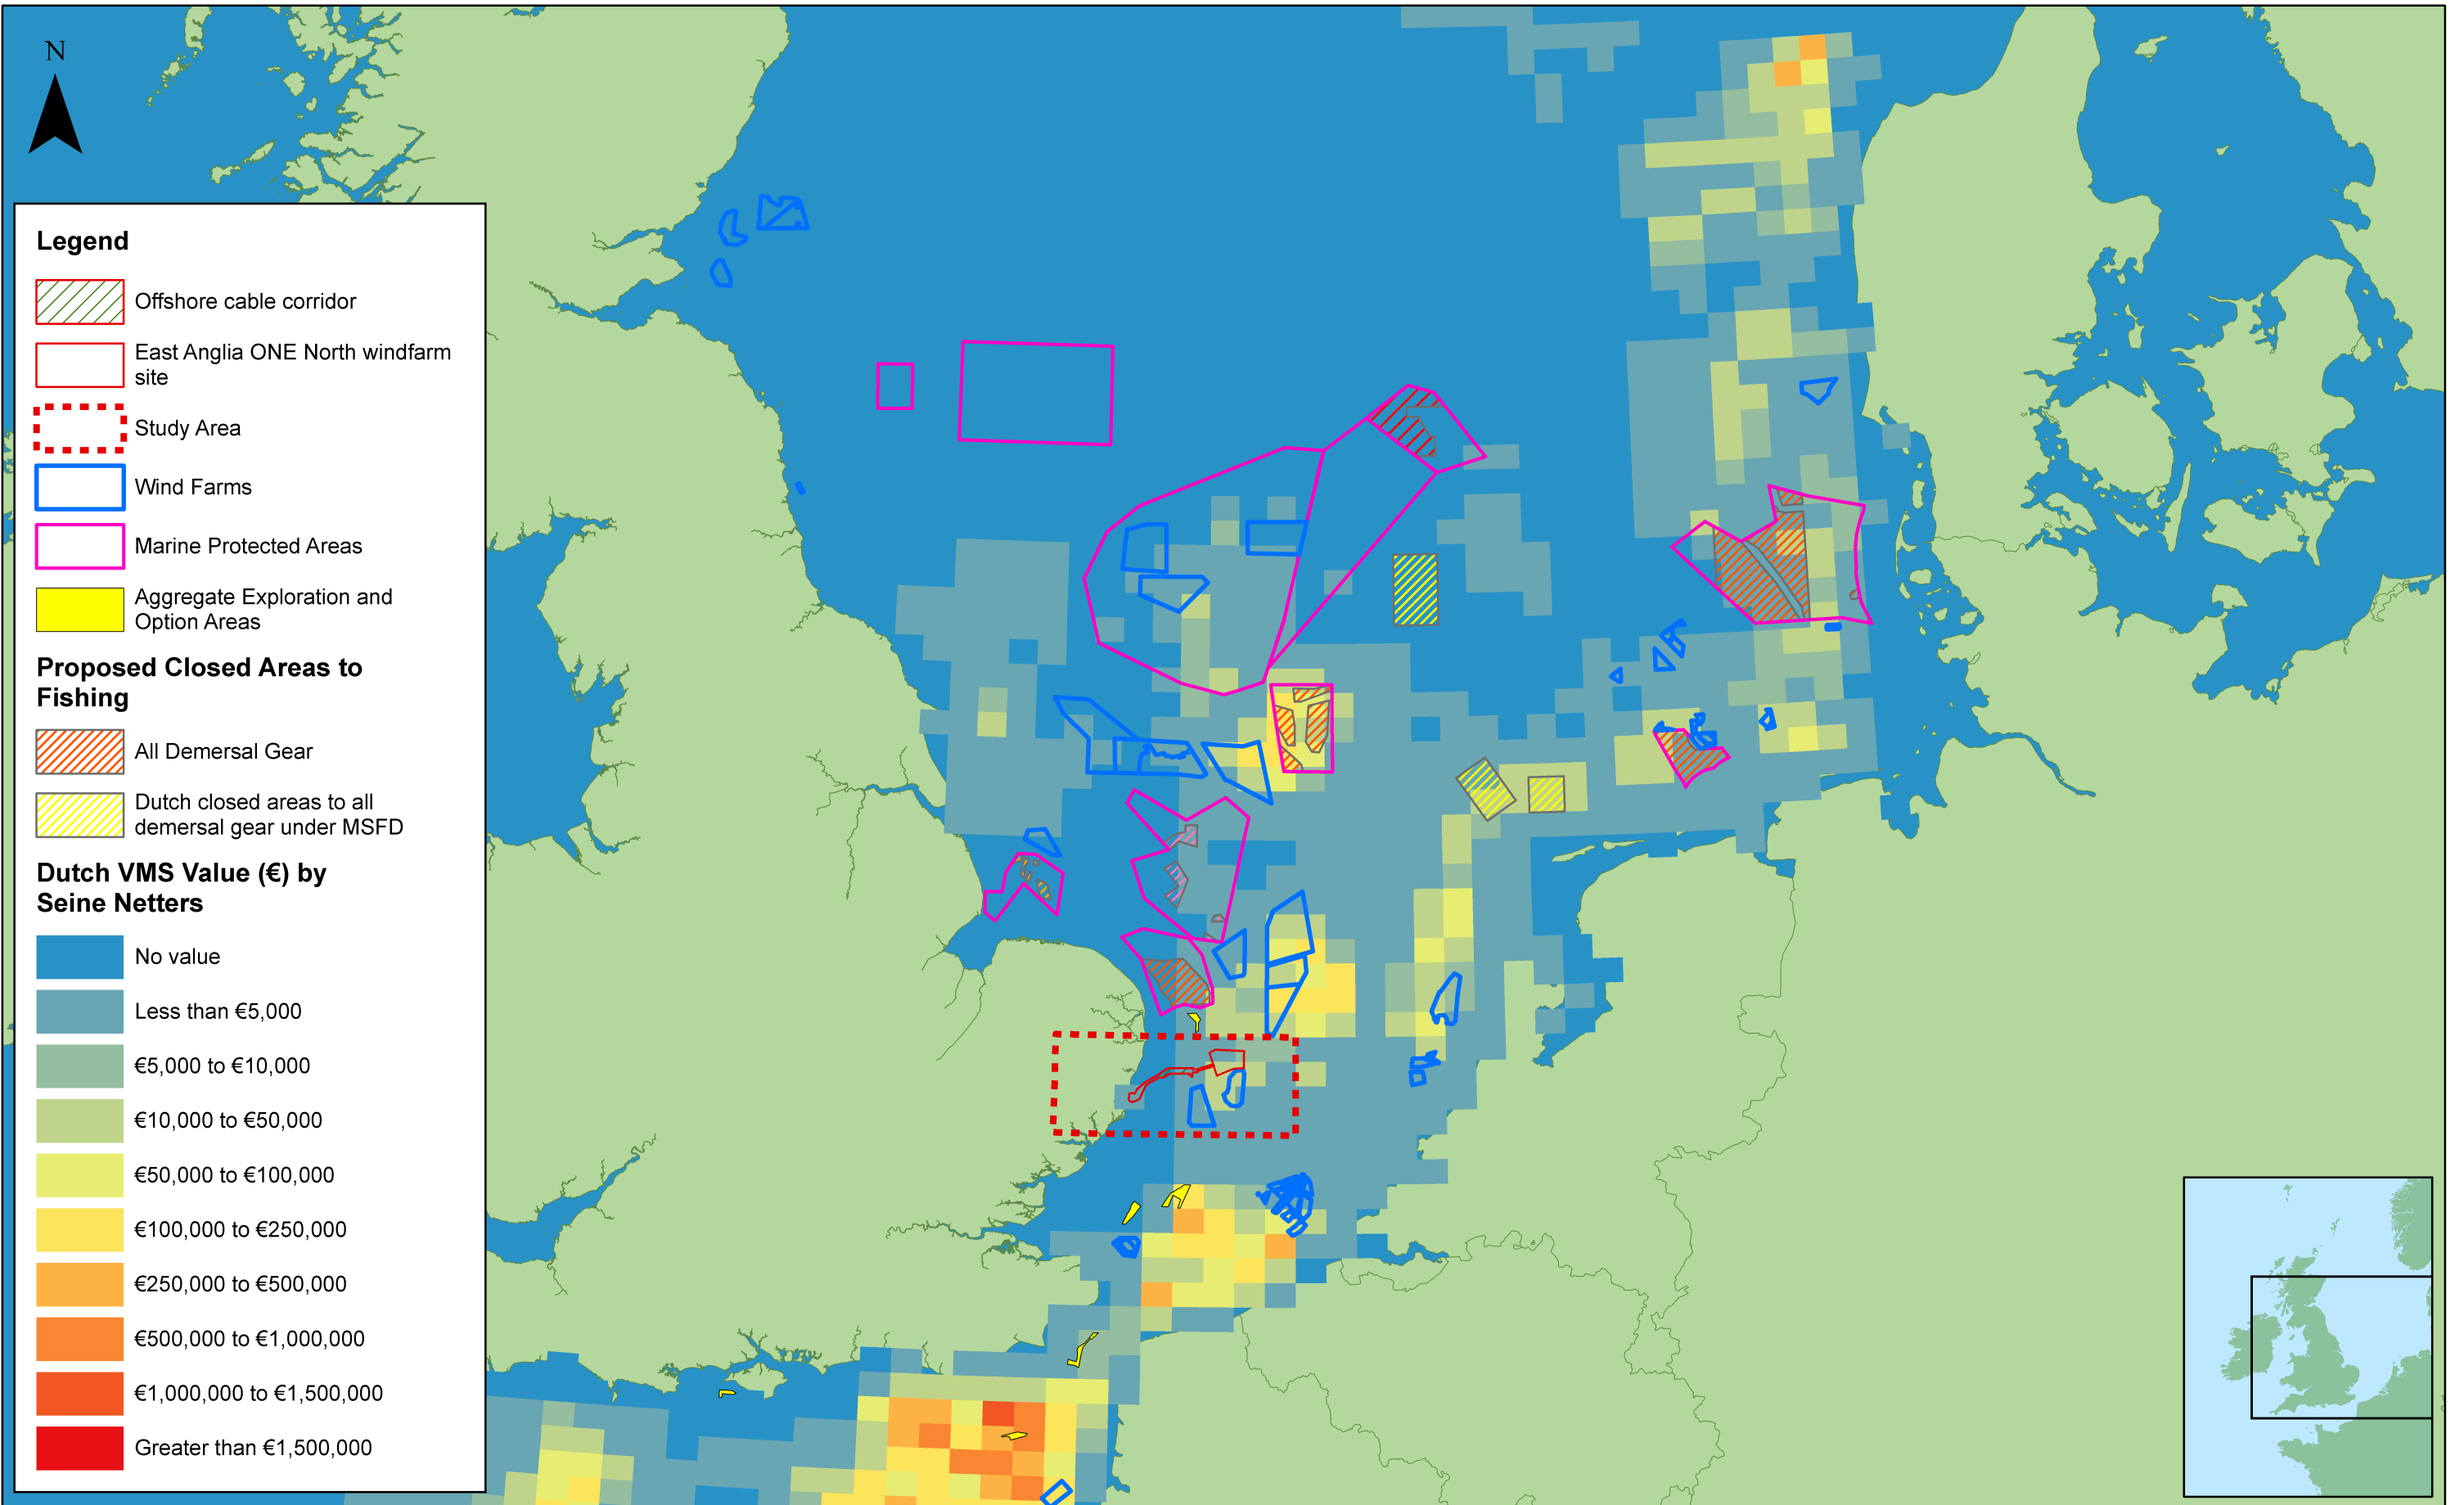 N
Legend
Offshore cable corridor
East Anglia ONE North windfarm
site
Study Area
Wind Farms
Marine Protected Areas
Aggregate Exploration and
Option Areas
Proposed Closed Areas to
Fishing
All Demersal Gear
Dutch closed areas to all
demersal gear under MSFD
Dutch VMS Value (€) by
Seine Netters
No value
Less than €5,000
€5,000 to €10,000
€10,000 to €50,000
€50,000 to €100,000
€100,000 to €250,000
€250,000 to €500,000
€500,000 to €1,000,000
€1,000,000 to €1,500,000
Greater than €1,500,000